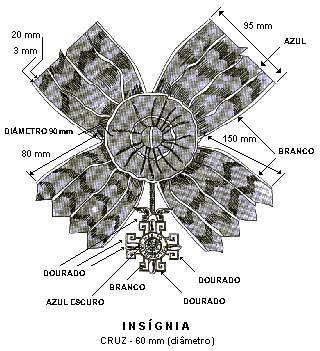 20 mm
3 mm
95 mm
AZUL
DIÂMETRO 90 mm
80 mm
150 mm
BRANCO
DOURADO
AZUL ESCURO
BRANCO
DOURADO
DOURADO
INSÍGNIA
CRUZ - 60 mm (diâmetro)